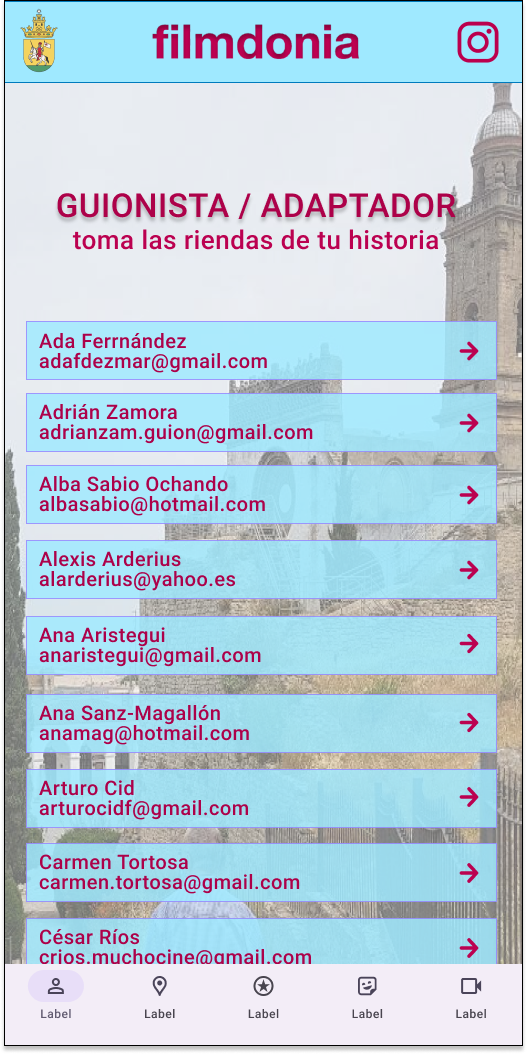 filmdonia
GUIONISTA / ADAPTADOR
toma las riendas de tu historia
Ada Ferrnández
adafdezmar@gmail.com
Adrián Zamora
adrianzam.guion@gmail.com
Alba Sabio Ochando
albasabio@hotmail.com
Alexis Arderius
alarderius@yahoo.es
Ana Aristegui
anaristegui@gmail.com
Ana Sanz-Magallón
anamag@hotmail.com
Arturo Cid
arturocidf@gmail.com
Carmen Tortosa
carmen.tortosa@gmail.com
César Ríos
crios.muchocine@gmail.com
Label
Label
Label
Label
Label